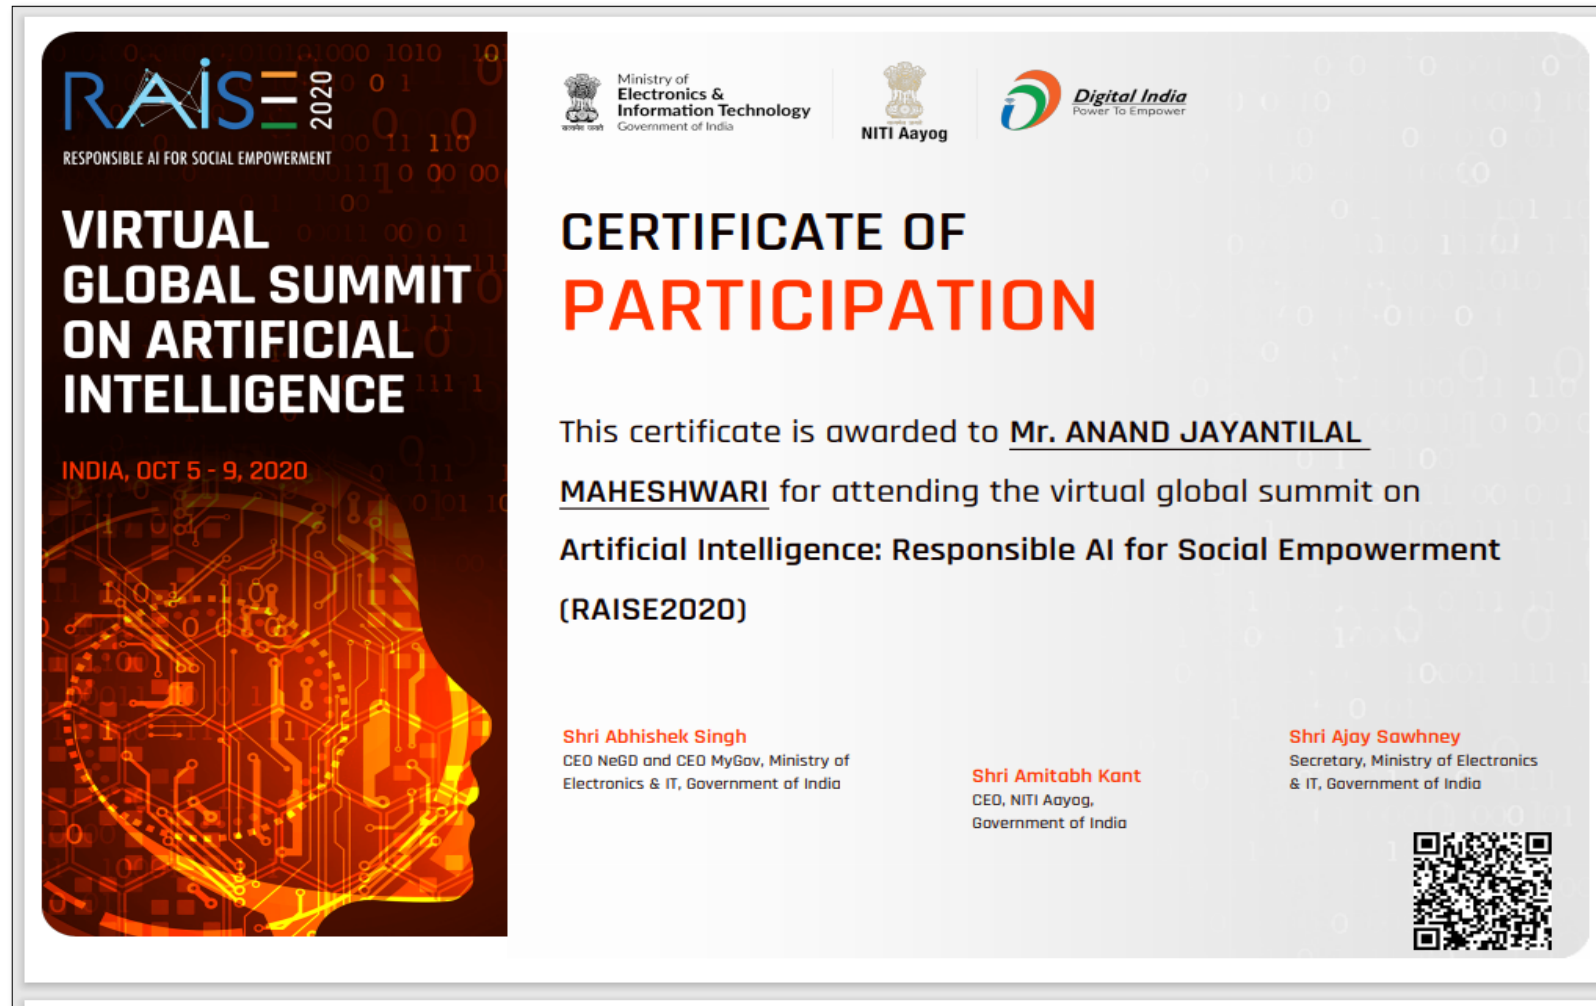 RAISE 2020
RESPONSIBLE AI FOR SOCIAL EMPOWERMENT
VIRTUAL
GLOBAL SUMMIT
ON ARTIFICIAL
INTELLIGENCE
INDIA, OCT 5 - 9, 2020
Ministry of
Electronics &
Information Technology
Government of India
सत्यमेव जयते
NITI Aayog
Digital India
Power To Empower
CERTIFICATE OF
PARTICIPATION
This certificate is awarded to Mr. ANAND JAYANTILAL
MAHESHWARI for attending the virtual global summit on
Artificial Intelligence: Responsible AI for Social Empowerment
(RAISE2020)
Shri Abhishek Singh
CEO NeGD and CEO MyGov, Ministry of
Electronics & IT, Government of India
Shri Amitabh Kant
CEO, NITI Aayog,
Government of India
Shri Ajay Sawhney
Secretary, Ministry of Electronics
& IT, Government of India